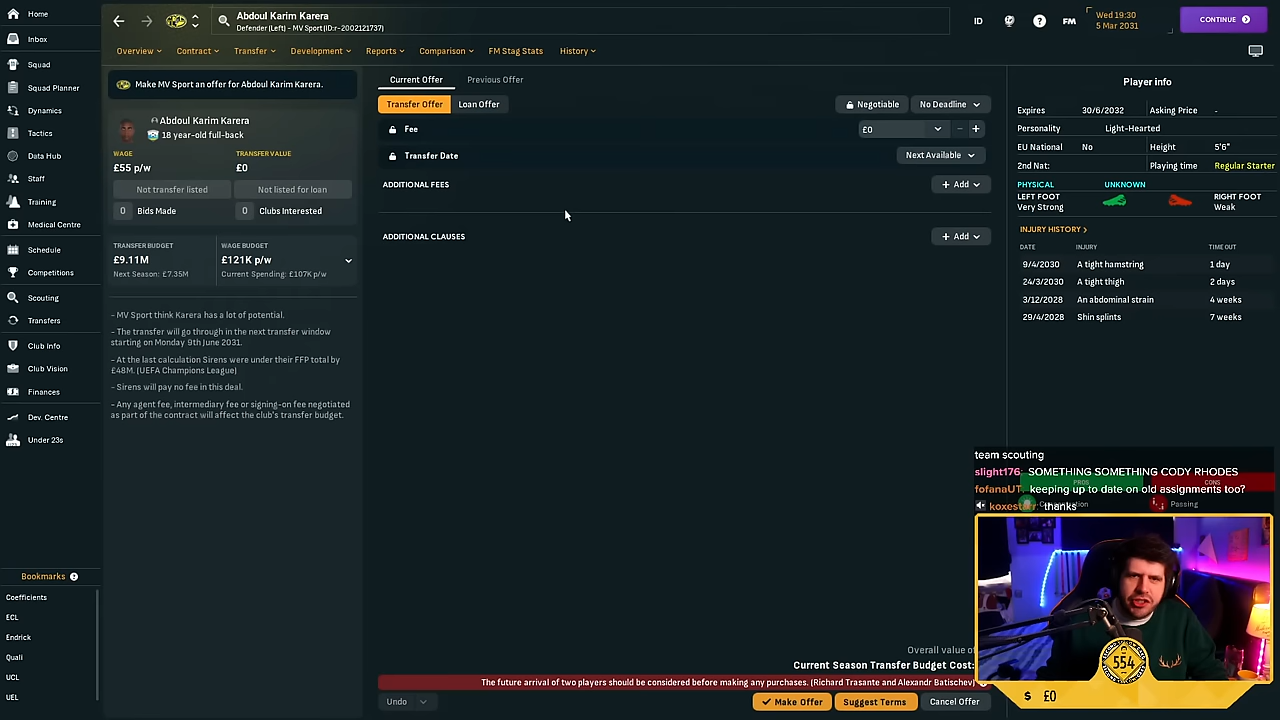 Home
Inbox
Squad
Squad Planner
Dynamics
Tactics
Data Hub
Staff
Training
Medical Centre
Schedule
Competitions
Scouting
Transfers
Club Info
Club Vision
Finances
Dev. Centre
Under 23s
Bookmarks
Coefficients
ECL
Endrick
Quali
UCL
UEL
Abdoul Karim Karera
Defender (Left) - MV Sport (ID:r-2002121737)
ID
FM
Wed 19:30
5 Mar 2031
CONTINUE
Overview
Contract
Transfer
Development
Reports
Comparison
FM Stag Stats
History
Make MV Sport an offer for Abdoul Karim Karera.
Abdoul Karim Karera
18 year-old full-back
WAGE
TRANSFER VALUE
£55 p/w
£0
Not transfer listed
Not listed for loan
0 Bids Made
0 Clubs Interested
TRANSFER BUDGET
WAGE BUDGET
£9.11M
£121K p/w
Next Season: £7.35M
Current Spending: £107K p/w
- MV Sport think Karera has a lot of potential.
- The transfer will go through in the next transfer window
starting on Monday 9th June 2031.
- At the last calculation Sirens were under their FFP total by
£48M. (UEFA Champions League)
- Sirens will pay no fee in this deal.
- Any agent fee, intermediary fee or signing-on fee negotiated
as part of the contract will affect the club's transfer budget.
Current Offer
Previous Offer
Transfer Offer
Loan Offer
Negotiable
No Deadline
Fee
£0
Transfer Date
Next Available
ADDITIONAL FEES
+ Add
ADDITIONAL CLAUSES
+ Add
Overall value of
Current Season Transfer Budget Cost:
The future arrival of two players should be considered before making any purchases. (Richard Trasante and Alexandr Batischev)
Undo
Make Offer
Suggest Terms
Cancel Offer
Player info
Expires 30/6/2032 Asking Price -
Personality Light-Hearted
EU National No Height 5'6"
2nd Nat: Playing time Regular Starter
PHYSICAL UNKNOWN
LEFT FOOT
Very Strong
RIGHT FOOT
Weak
INJURY HISTORY >
DATE INJURY TIME OUT
9/4/2030 A tight hamstring 1 day
24/3/2030 A tight thigh 2 days
3/12/2028 An abdominal strain 4 weeks
29/4/2028 Shin splints 7 weeks
team scouting
slight176: SOMETHING SOMETHING CODY RHODES
PROS
CONS
fofanaUT: keeping up to date on old assignments too?
thanks
Passing
554
$ £0